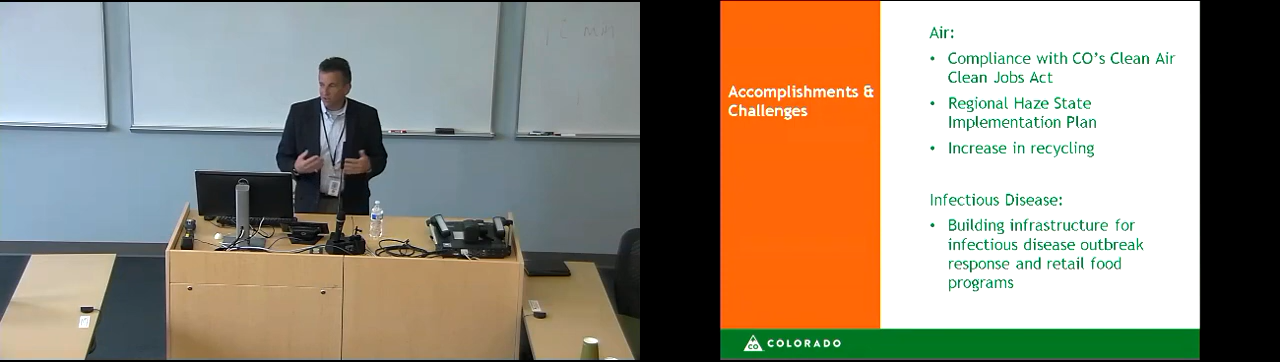 Accomplishments &
Challenges
Air:
• Compliance with CO's Clean Air
Clean Jobs Act
• Regional Haze State
Implementation Plan
• Increase in recycling
Infectious Disease:
• Building infrastructure for
infectious disease outbreak
response and retail food
programs
CO
COLORADO